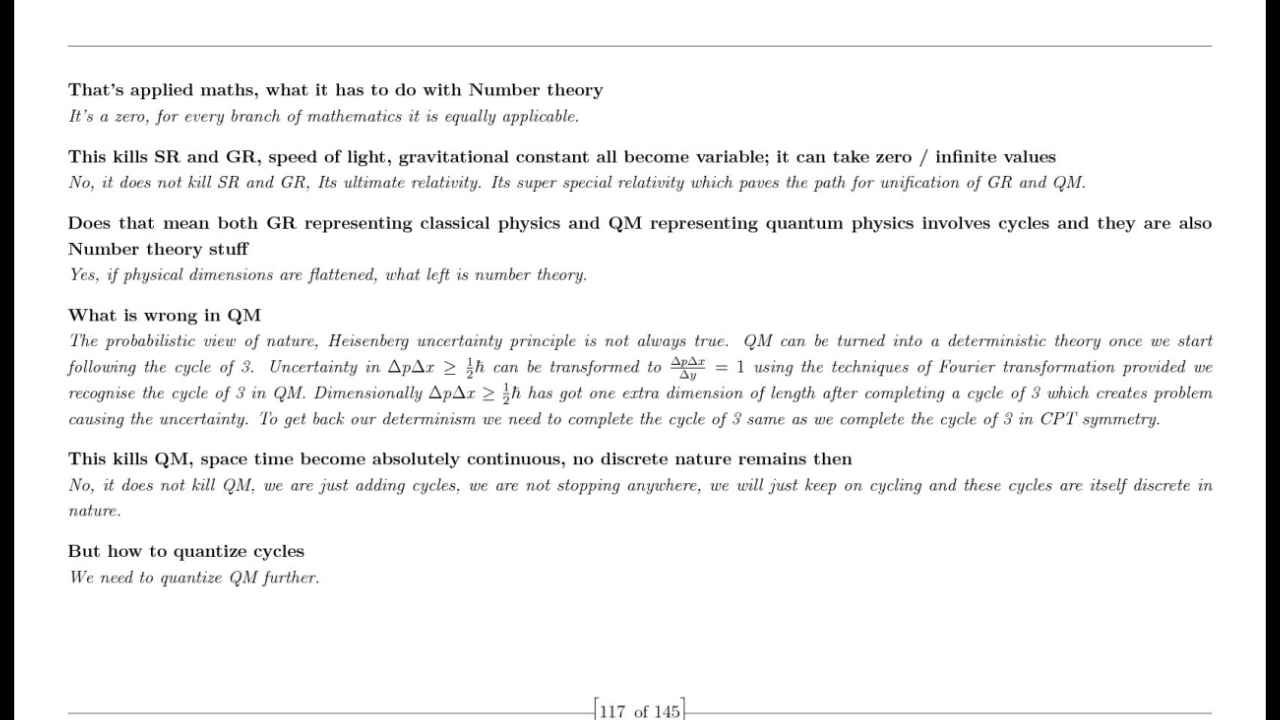 That's applied maths, what it has to do with Number theory
It's a zero, for every branch of mathematics it is equally applicable.
This kills SR and GR, speed of light, gravitational constant all become variable; it can take zero / infinite values
No, it does not kill SR and GR, Its ultimate relativity. Its super special relativity which paves the path for unification of GR and QM.
Does that mean both GR representing classical physics and QM representing quantum physics involves cycles and they are also
Number theory stuff
Yes, if physical dimensions are flattened, what left is number theory.
What is wrong in QM
The probabilistic view of nature, Heisenberg uncertainty principle is not always true. QM can be turned into a deterministic theory once we start
following the cycle of 3. Uncertainty in ΔpΔx ≥ ½ħ can be transformed to ΔpΔx/Δy = 1 using the techniques of Fourier transformation provided we
recognise the cycle of 3 in QM. Dimensionally ΔpΔx ≥ ½ħ has got one extra dimension of length after completing a cycle of 3 which creates problem
causing the uncertainty. To get back our determinism we need to complete the cycle of 3 same as we complete the cycle of 3 in CPT symmetry.
This kills QM, space time become absolutely continuous, no discrete nature remains then
No, it does not kill QM, we are just adding cycles, we are not stopping anywhere, we will just keep on cycling and these cycles are itself discrete in
nature.
But how to quantize cycles
We need to quantize QM further.
[117 of 145]